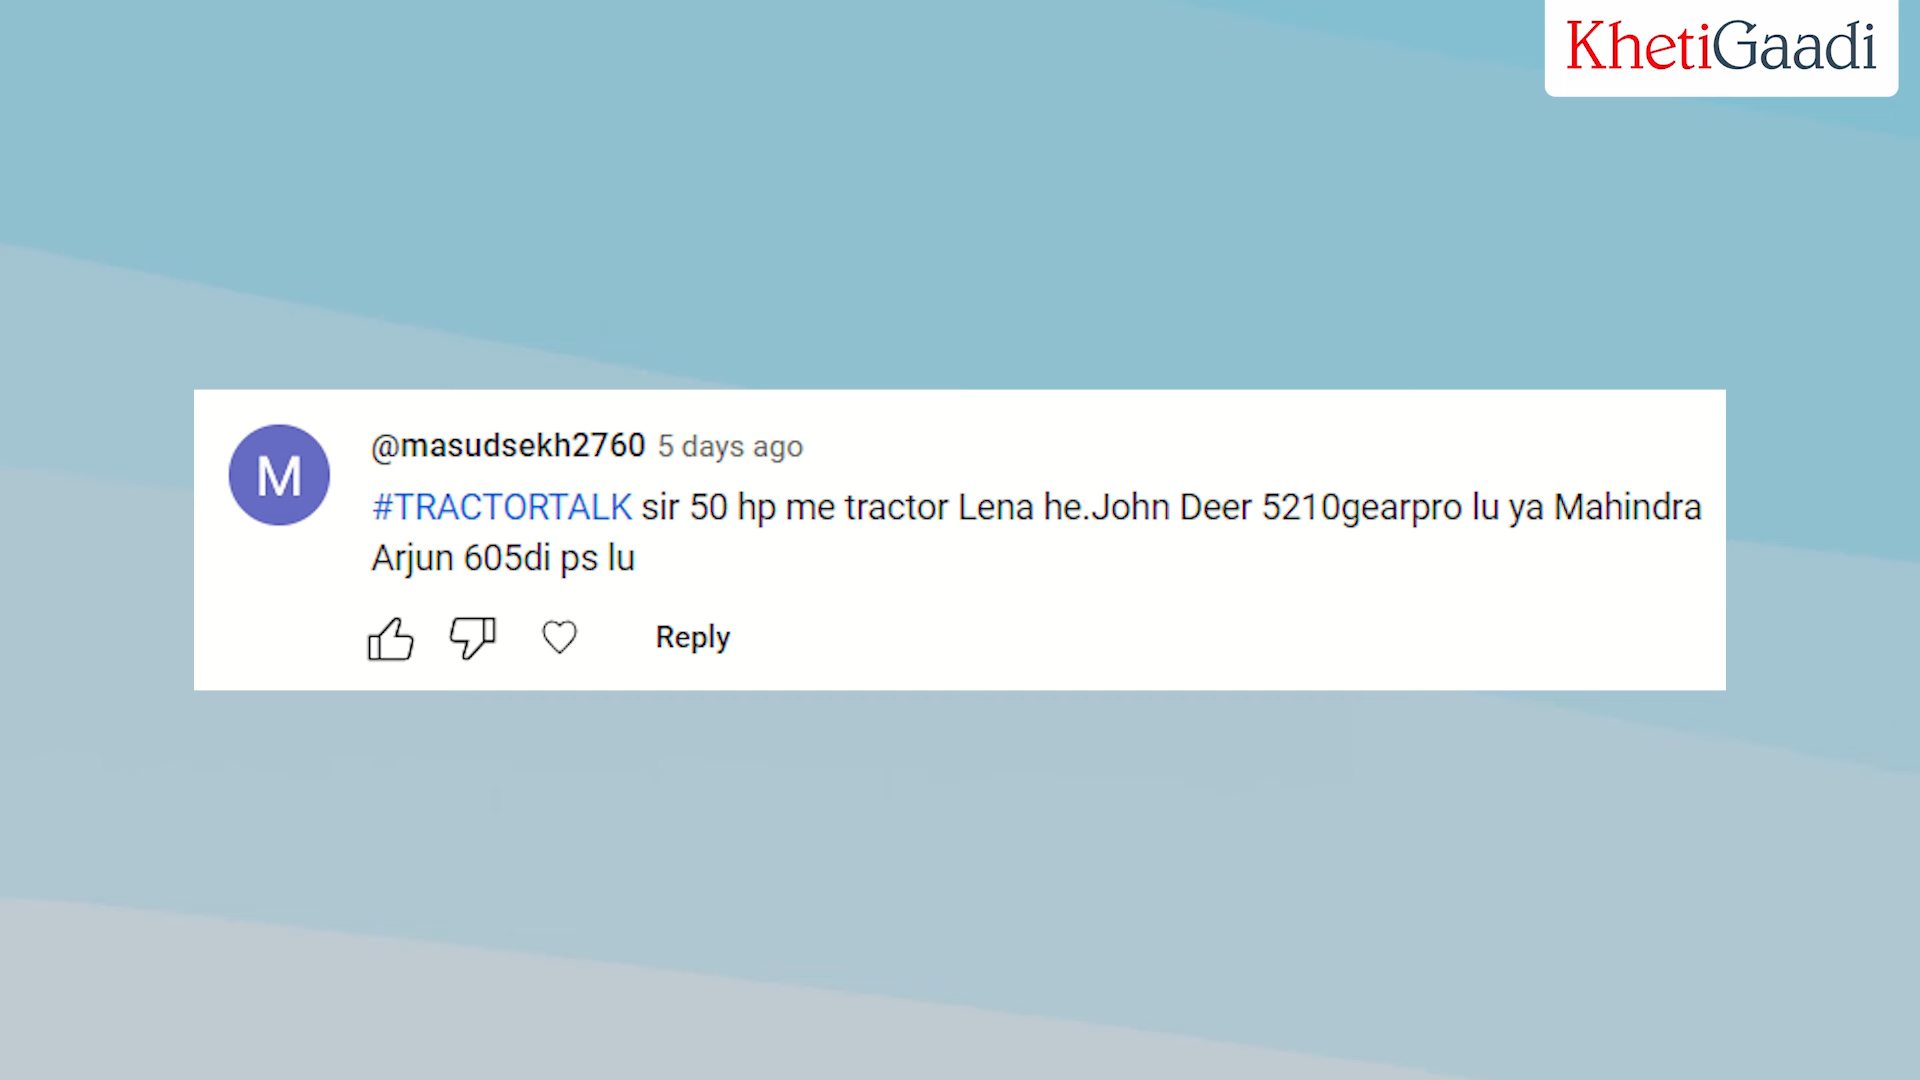 KhetiGaadi
M
@masudsekh2760 5 days ago
#TRACTORTALK sir 50 hp me tractor Lena he.John Deer 5210gearpro lu ya Mahindra
Arjun 605di ps lu
Reply